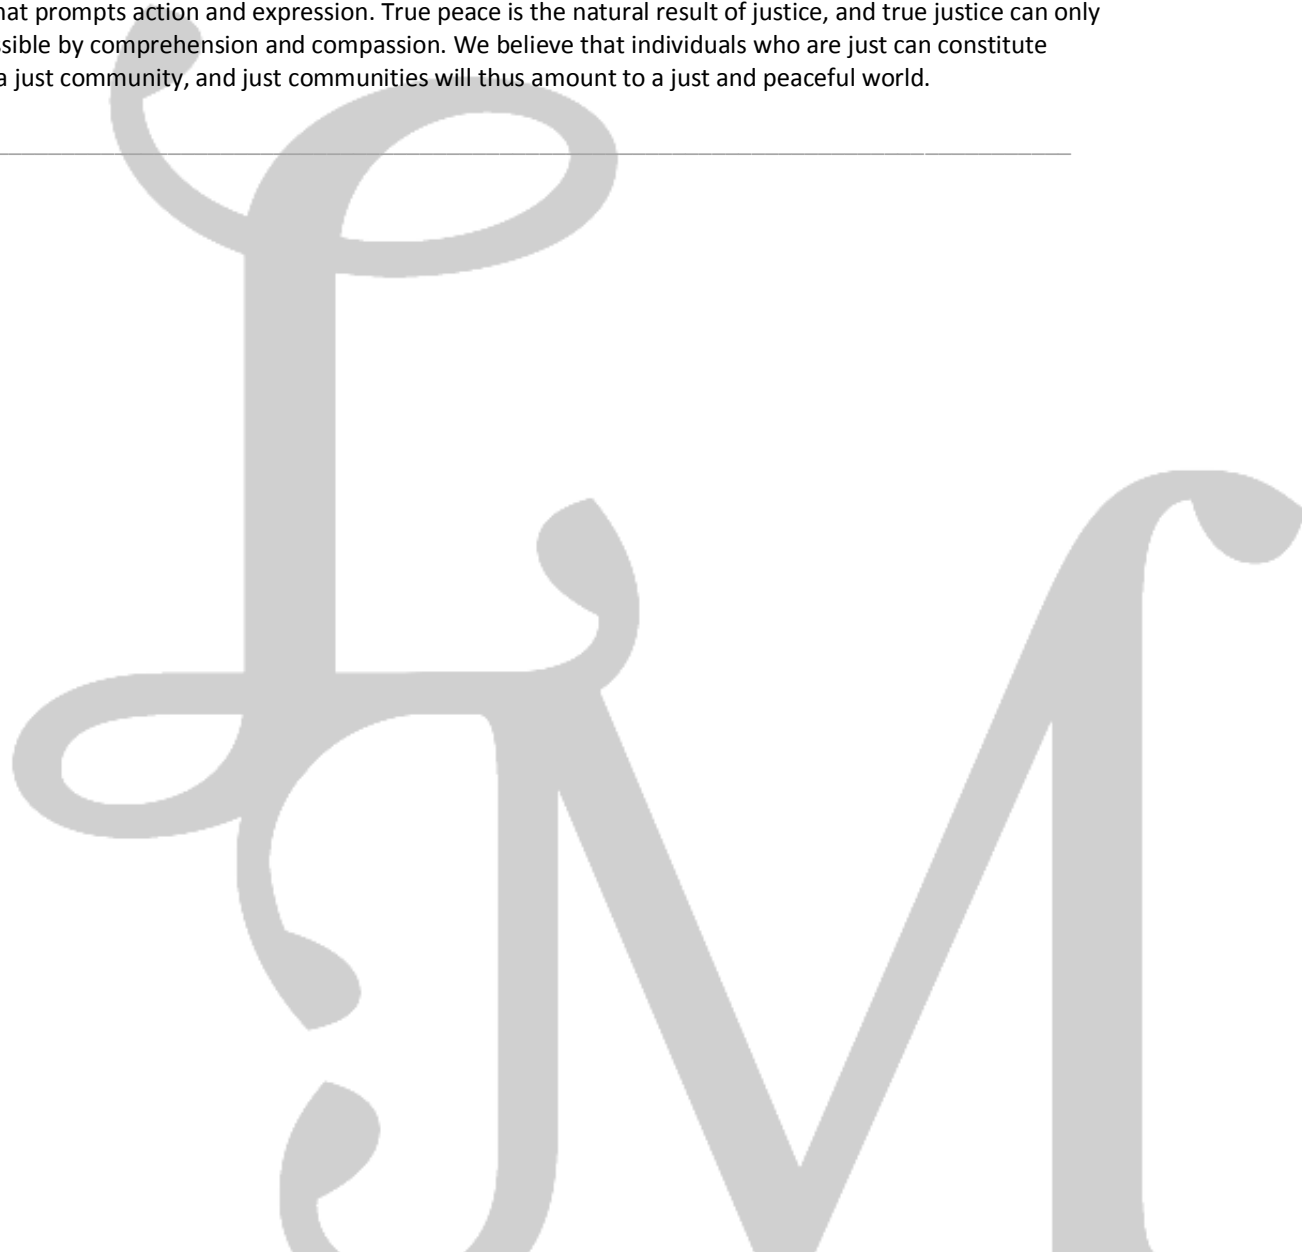 prompts action and expression. True peace is the natural result of justice, and true justice can only
by comprehension and compassion. We believe that individuals who are just can constitute
a just community, and just communities will thus amount to a just and peaceful world.
LM